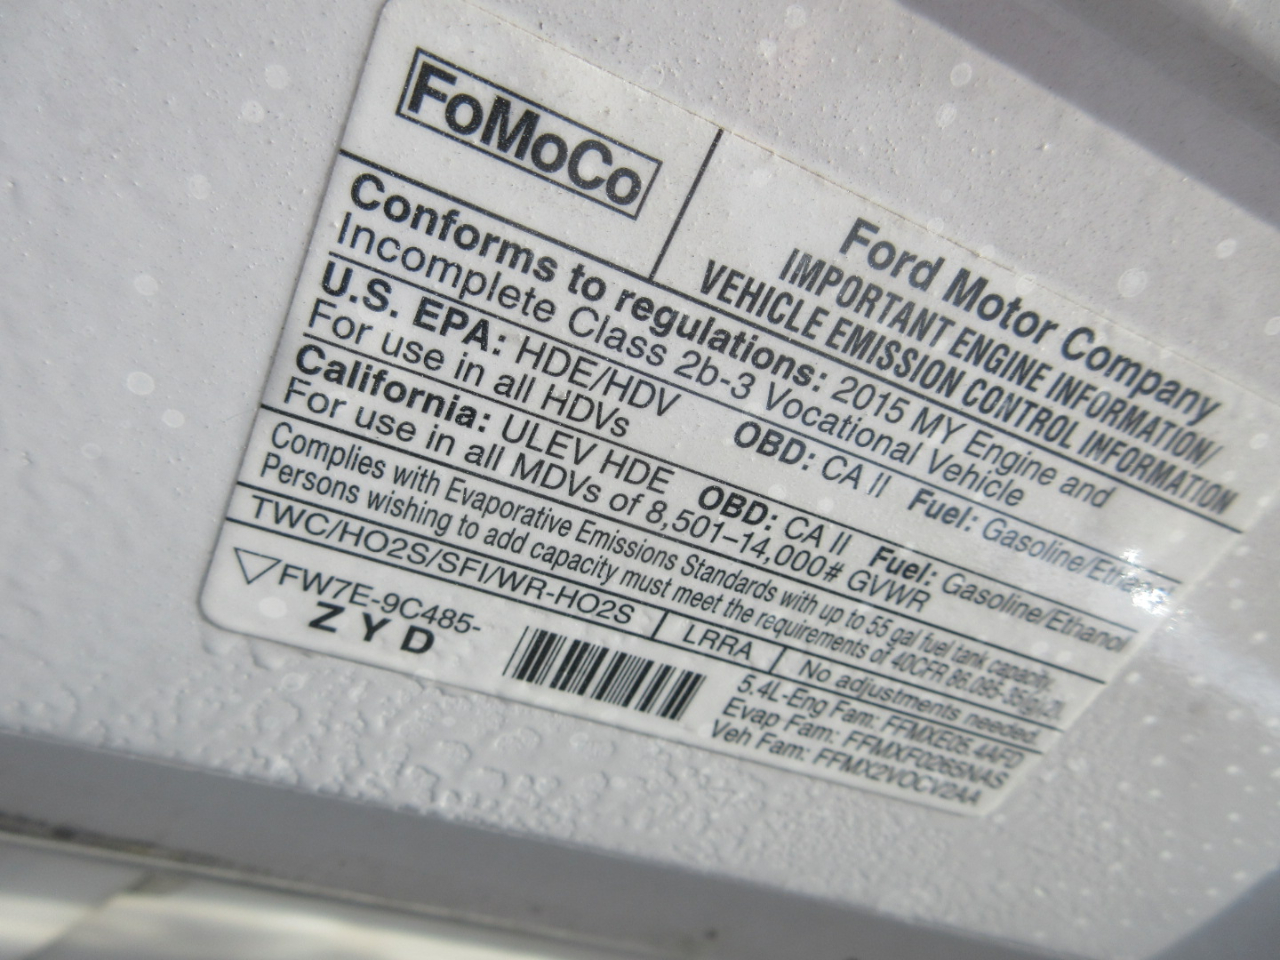 FoMoCo
Ford Motor Company
IMPORTANT ENGINE INFORMATION/
VEHICLE EMISSION CONTROL INFORMATION
Conforms to regulations: 2015 MY Engine and
Incomplete Class 2b-3 Vocational Vehicle
U.S. EPA: HDE/HDV OBD: CA II Fuel: Gasoline/Ethanol
For use in all HDVs
California: ULEV HDE OBD: CA II Fuel: Gasoline/Ethanol
For use in all MDVs of 8,501-14,000# GVWR
Complies with Evaporative Emissions Standards with up to 55 gal fuel tank capacity.
Persons wishing to add capacity must meet the requirements of 40CFR
TWC/HO2S/SFI/WR-HO2S LRRA No adjustments needed.
FW7E-9C485-
ZYD
5.4L-Eng Fam: FFMXE05.4AFD
Evap Fam: FFMXF0265NAS
Veh Fam: FFMX2VOCV2AA